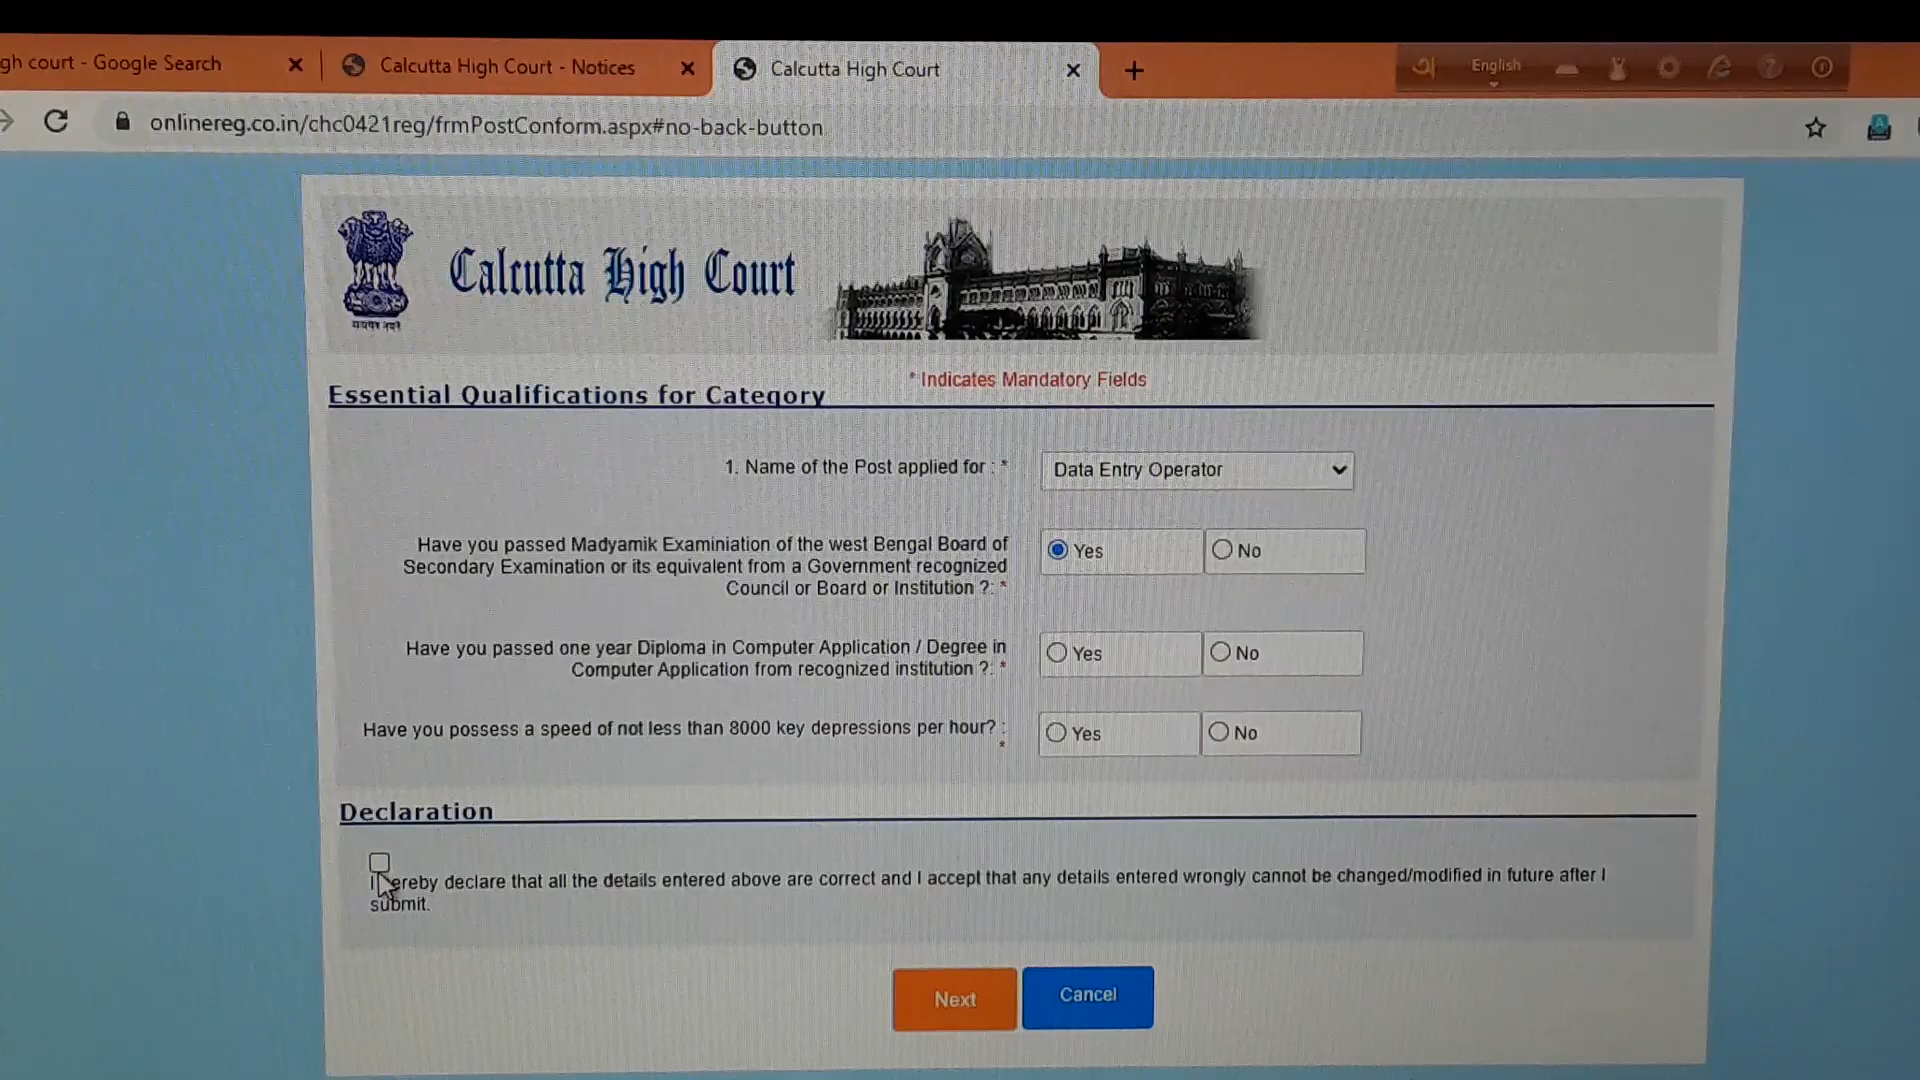 gh court - Google Search
Calcutta High Court - Notices
Calcutta High Court
English
onlinereg.co.in/chc0421reg/frmPostConform.aspx#no-back-button
Calcutta High Court
* Indicates Mandatory Fields
Essential Qualifications for Category
1. Name of the Post applied for : *
Data Entry Operator
Have you passed Madyamik Examiniation of the west Bengal Board of
Secondary Examination or its equivalent from a Government recognized
Council or Board or Institution ?: *
Yes
No
Have you passed one year Diploma in Computer Application / Degree in
Computer Application from recognized institution ?: *
Yes
No
Have you possess a speed of not less than 8000 key depressions per hour? :
*
Yes
No
Declaration
I hereby declare that all the details entered above are correct and I accept that any details entered wrongly cannot be changed/modified in future after I
submit.
Next
Cancel